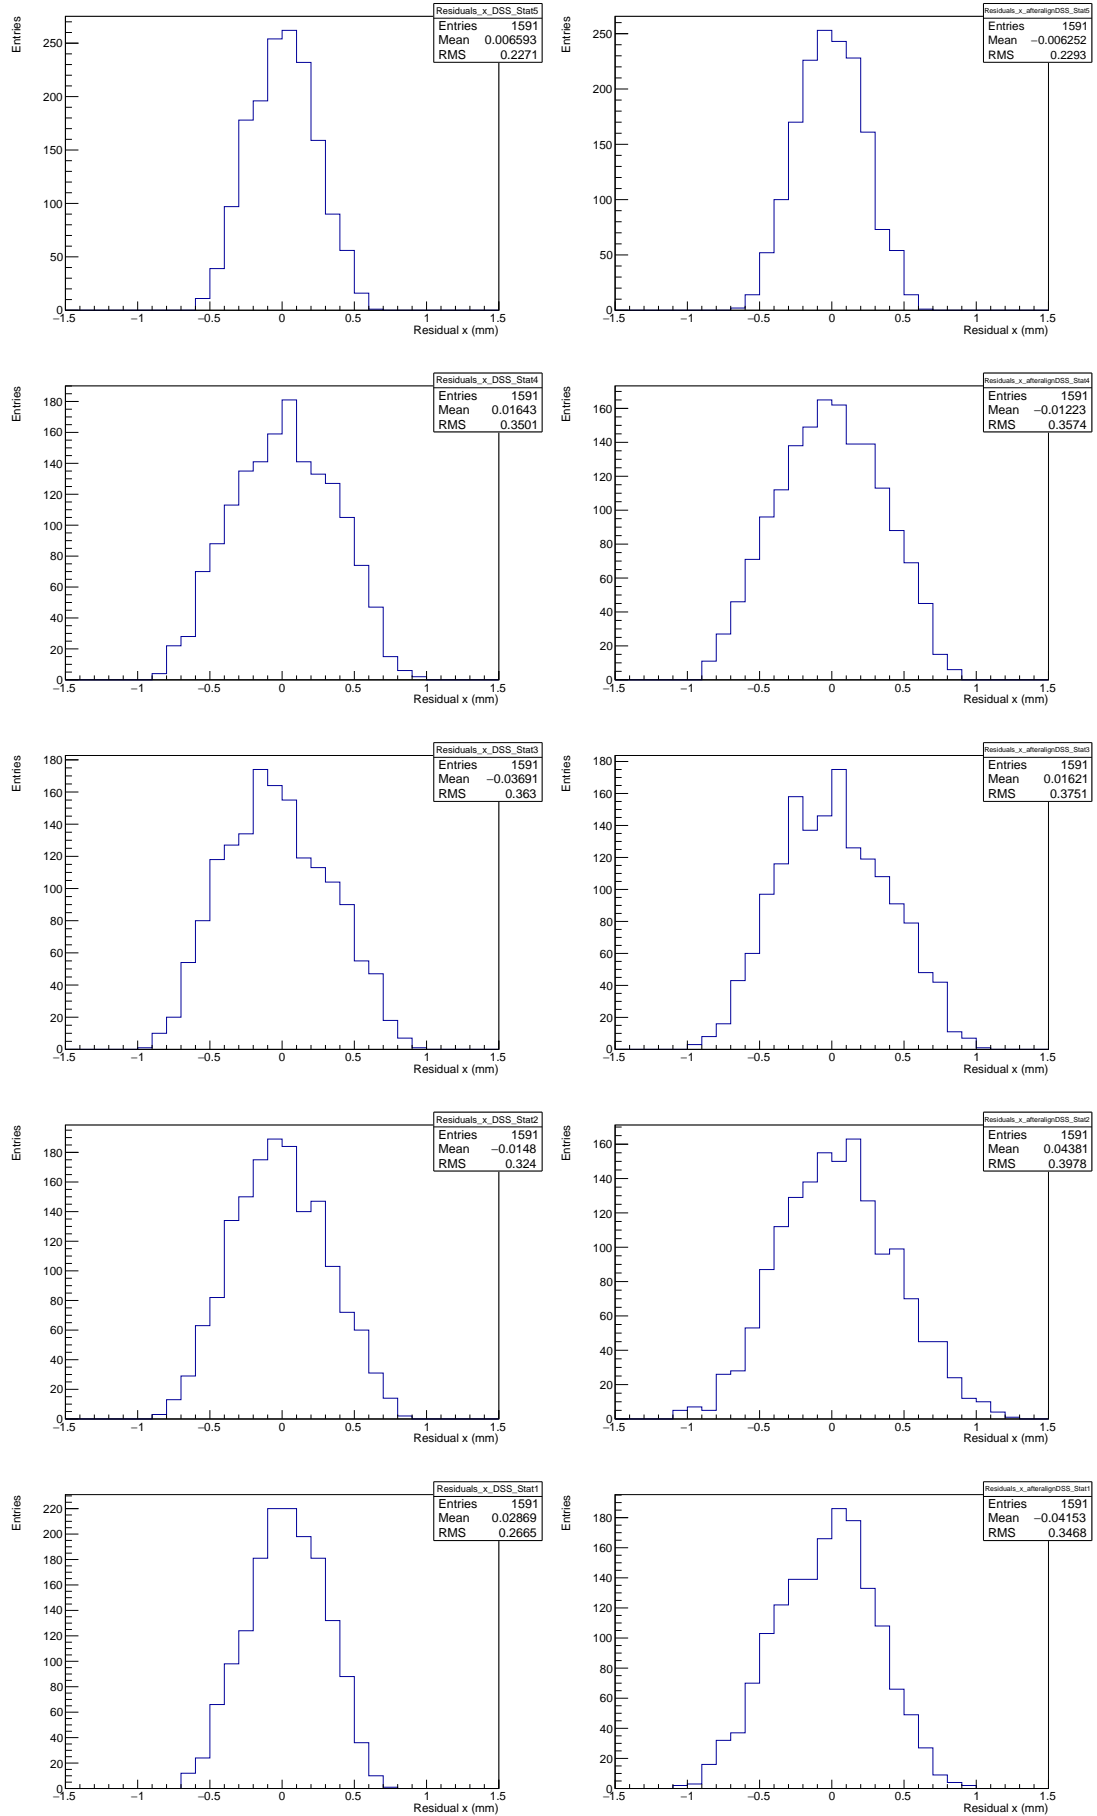 Residuals_x_DSS_Stat5
Entries 1591
Mean 0.006593
RMS 0.2271
Entries
250
200
150
100
50
0
−1.5 −1 −0.5 0 0.5 1 1.5
Residual x (mm)
Residuals_x_afteralignDSS_Stat5
Entries 1591
Mean −0.006252
RMS 0.2293
Entries
250
200
150
100
50
0
−1.5 −1 −0.5 0 0.5 1 1.5
Residual x (mm)
Residuals_x_DSS_Stat4
Entries 1591
Mean 0.01643
RMS 0.3501
Entries
180
160
140
120
100
80
60
40
20
0
−1.5 −1 −0.5 0 0.5 1 1.5
Residual x (mm)
Residuals_x_afteralignDSS_Stat4
Entries 1591
Mean −0.01223
RMS 0.3574
Entries
160
140
120
100
80
60
40
20
0
−1.5 −1 −0.5 0 0.5 1 1.5
Residual x (mm)
Residuals_x_DSS_Stat3
Entries 1591
Mean −0.03691
RMS 0.363
Entries
180
160
140
120
100
80
60
40
20
0
−1.5 −1 −0.5 0 0.5 1 1.5
Residual x (mm)
Residuals_x_afteralignDSS_Stat3
Entries 1591
Mean 0.01621
RMS 0.3751
Entries
180
160
140
120
100
80
60
40
20
0
−1.5 −1 −0.5 0 0.5 1 1.5
Residual x (mm)
Residuals_x_DSS_Stat2
Entries 1591
Mean −0.0148
RMS 0.324
Entries
180
160
140
120
100
80
60
40
20
0
−1.5 −1 −0.5 0 0.5 1 1.5
Residual x (mm)
Residuals_x_afteralignDSS_Stat2
Entries 1591
Mean 0.04381
RMS 0.3978
Entries
160
140
120
100
80
60
40
20
0
−1.5 −1 −0.5 0 0.5 1 1.5
Residual x (mm)
Residuals_x_DSS_Stat1
Entries 1591
Mean 0.02869
RMS 0.2665
Entries
220
200
180
160
140
120
100
80
60
40
20
0
−1.5 −1 −0.5 0 0.5 1 1.5
Residual x (mm)
Residuals_x_afteralignDSS_Stat1
Entries 1591
Mean −0.04153
RMS 0.3468
Entries
180
160
140
120
100
80
60
40
20
0
−1.5 −1 −0.5 0 0.5 1 1.5
Residual x (mm)